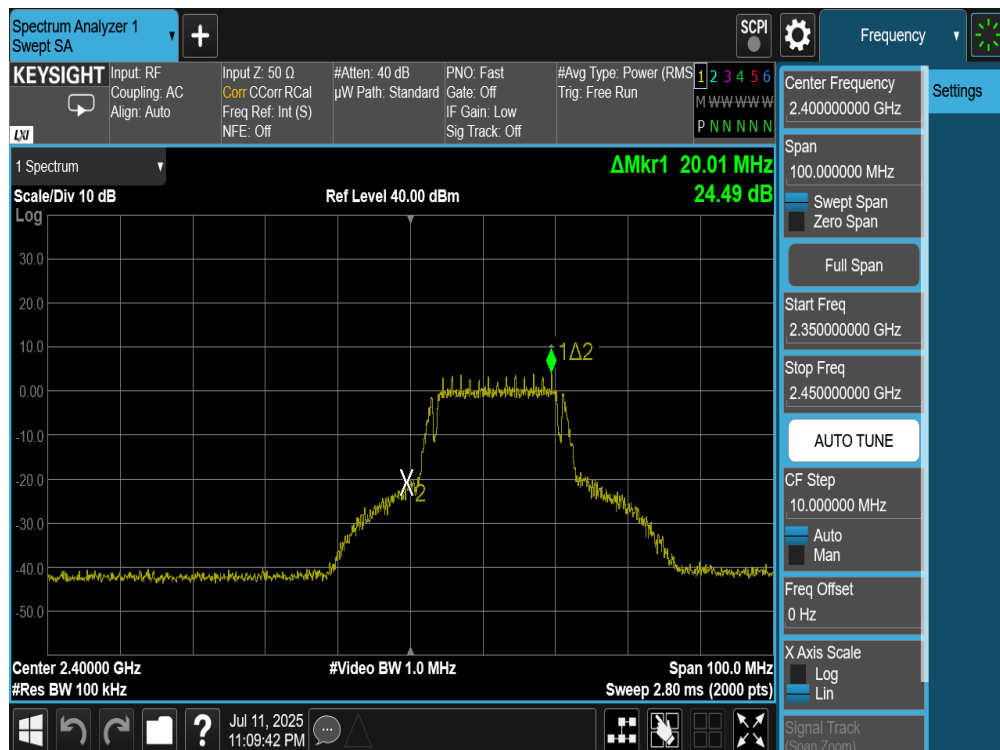 Spectrum Analyzer 1
Swept SA
+
SCPI
Frequency
KEYSIGHT
LXI
Input: RF
Coupling: AC
Align: Auto
Input Z: 50 Ω
Corr CCorr RCal
Freq Ref: Int (S)
NFE: Off
#Atten: 40 dB
µW Path: Standard
PNO: Fast
Gate: Off
IF Gain: Low
Sig Track: Off
#Avg Type: Power (RMS
Trig: Free Run
1 2 3 4 5 6
M W W W W W W
P N N N N N
1 Spectrum
ΔMkr1 20.01 MHz
24.49 dB
Scale/Div 10 dB
Ref Level 40.00 dBm
Log
30.0
20.0
10.0
0.00
-10.0
-20.0
-30.0
-40.0
-50.0
1Δ2
X2
Center 2.40000 GHz
#Video BW 1.0 MHz
Span 100.0 MHz
#Res BW 100 kHz
Sweep 2.80 ms (2000 pts)
Center Frequency
2.400000000 GHz
Span
100.000000 MHz
Swept Span
Zero Span
Full Span
Start Freq
2.350000000 GHz
Stop Freq
2.450000000 GHz
AUTO TUNE
CF Step
10.000000 MHz
Auto
Man
Freq Offset
0 Hz
X Axis Scale
Log
Lin
Signal Track
(Span Zoom)
Settings
?
Jul 11, 2025
11:09:42 PM